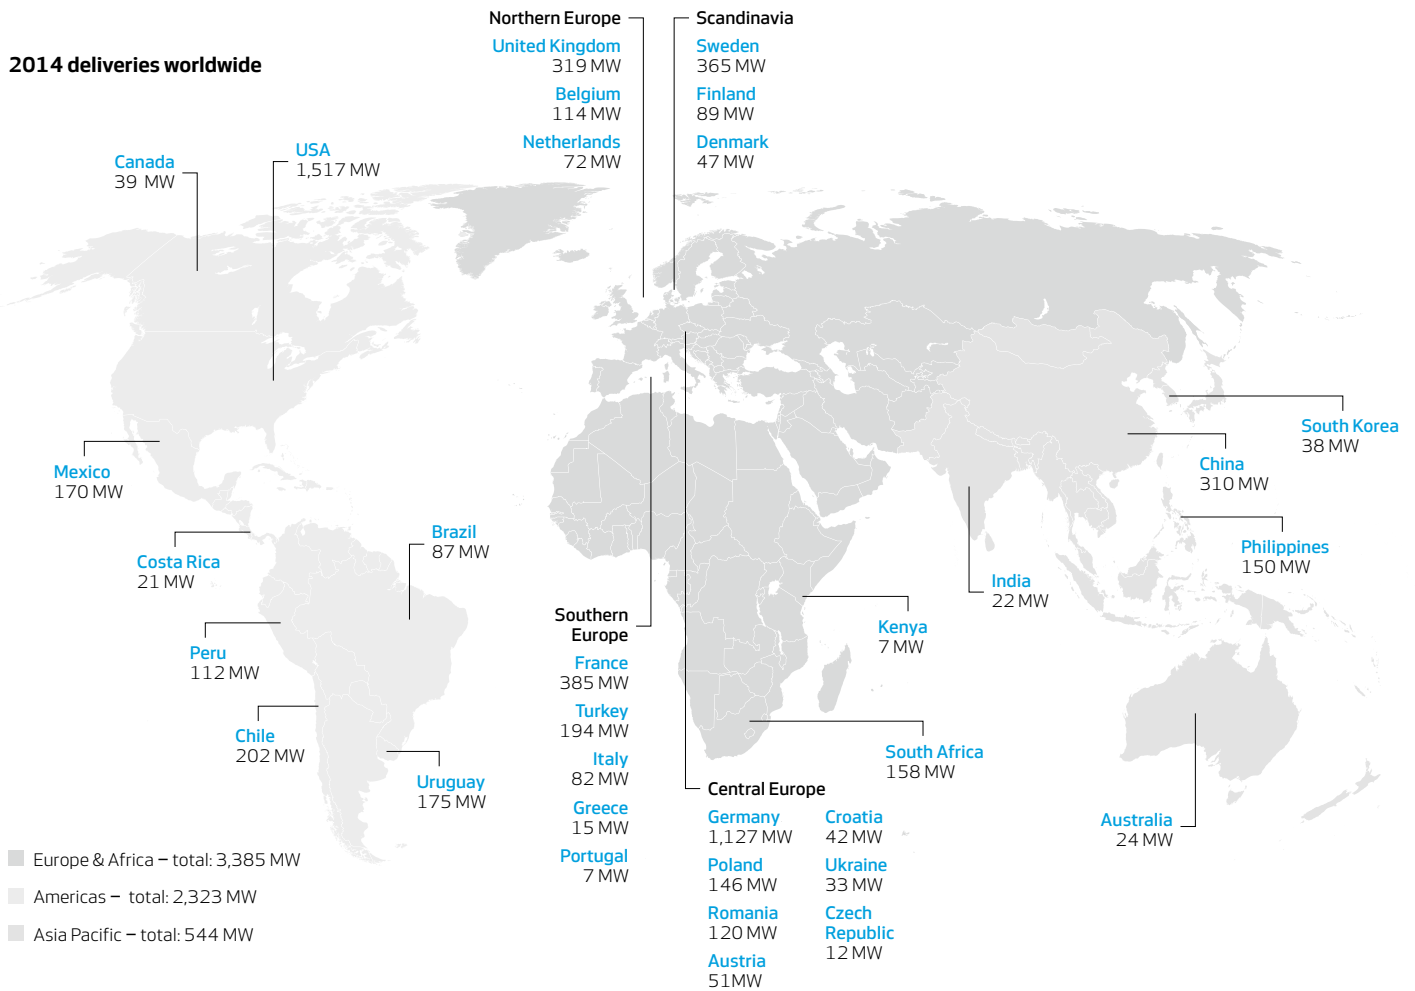 2014 deliveries worldwide
Northern Europe
United Kingdom
319 MW
Belgium
114 MW
Netherlands
72 MW
Scandinavia
Sweden
365 MW
Finland
89 MW
Denmark
47 MW
Canada
39 MW
USA
1,517 MW
Mexico
170 MW
Costa Rica
21 MW
Brazil
87 MW
Peru
112 MW
Chile
202 MW
Uruguay
175 MW
Southern
Europe
France
385 MW
Turkey
194 MW
Italy
82 MW
Greece
15 MW
Portugal
7 MW
Central Europe
Germany
1,127 MW
Poland
146 MW
Romania
120 MW
Austria
51MW
Croatia
42 MW
Ukraine
33 MW
Czech
Republic
12 MW
Kenya
7 MW
South Africa
158 MW
India
22 MW
South Korea
38 MW
China
310 MW
Philippines
150 MW
Australia
24 MW
Europe & Africa – total: 3,385 MW
Americas – total: 2,323 MW
Asia Pacific – total: 544 MW